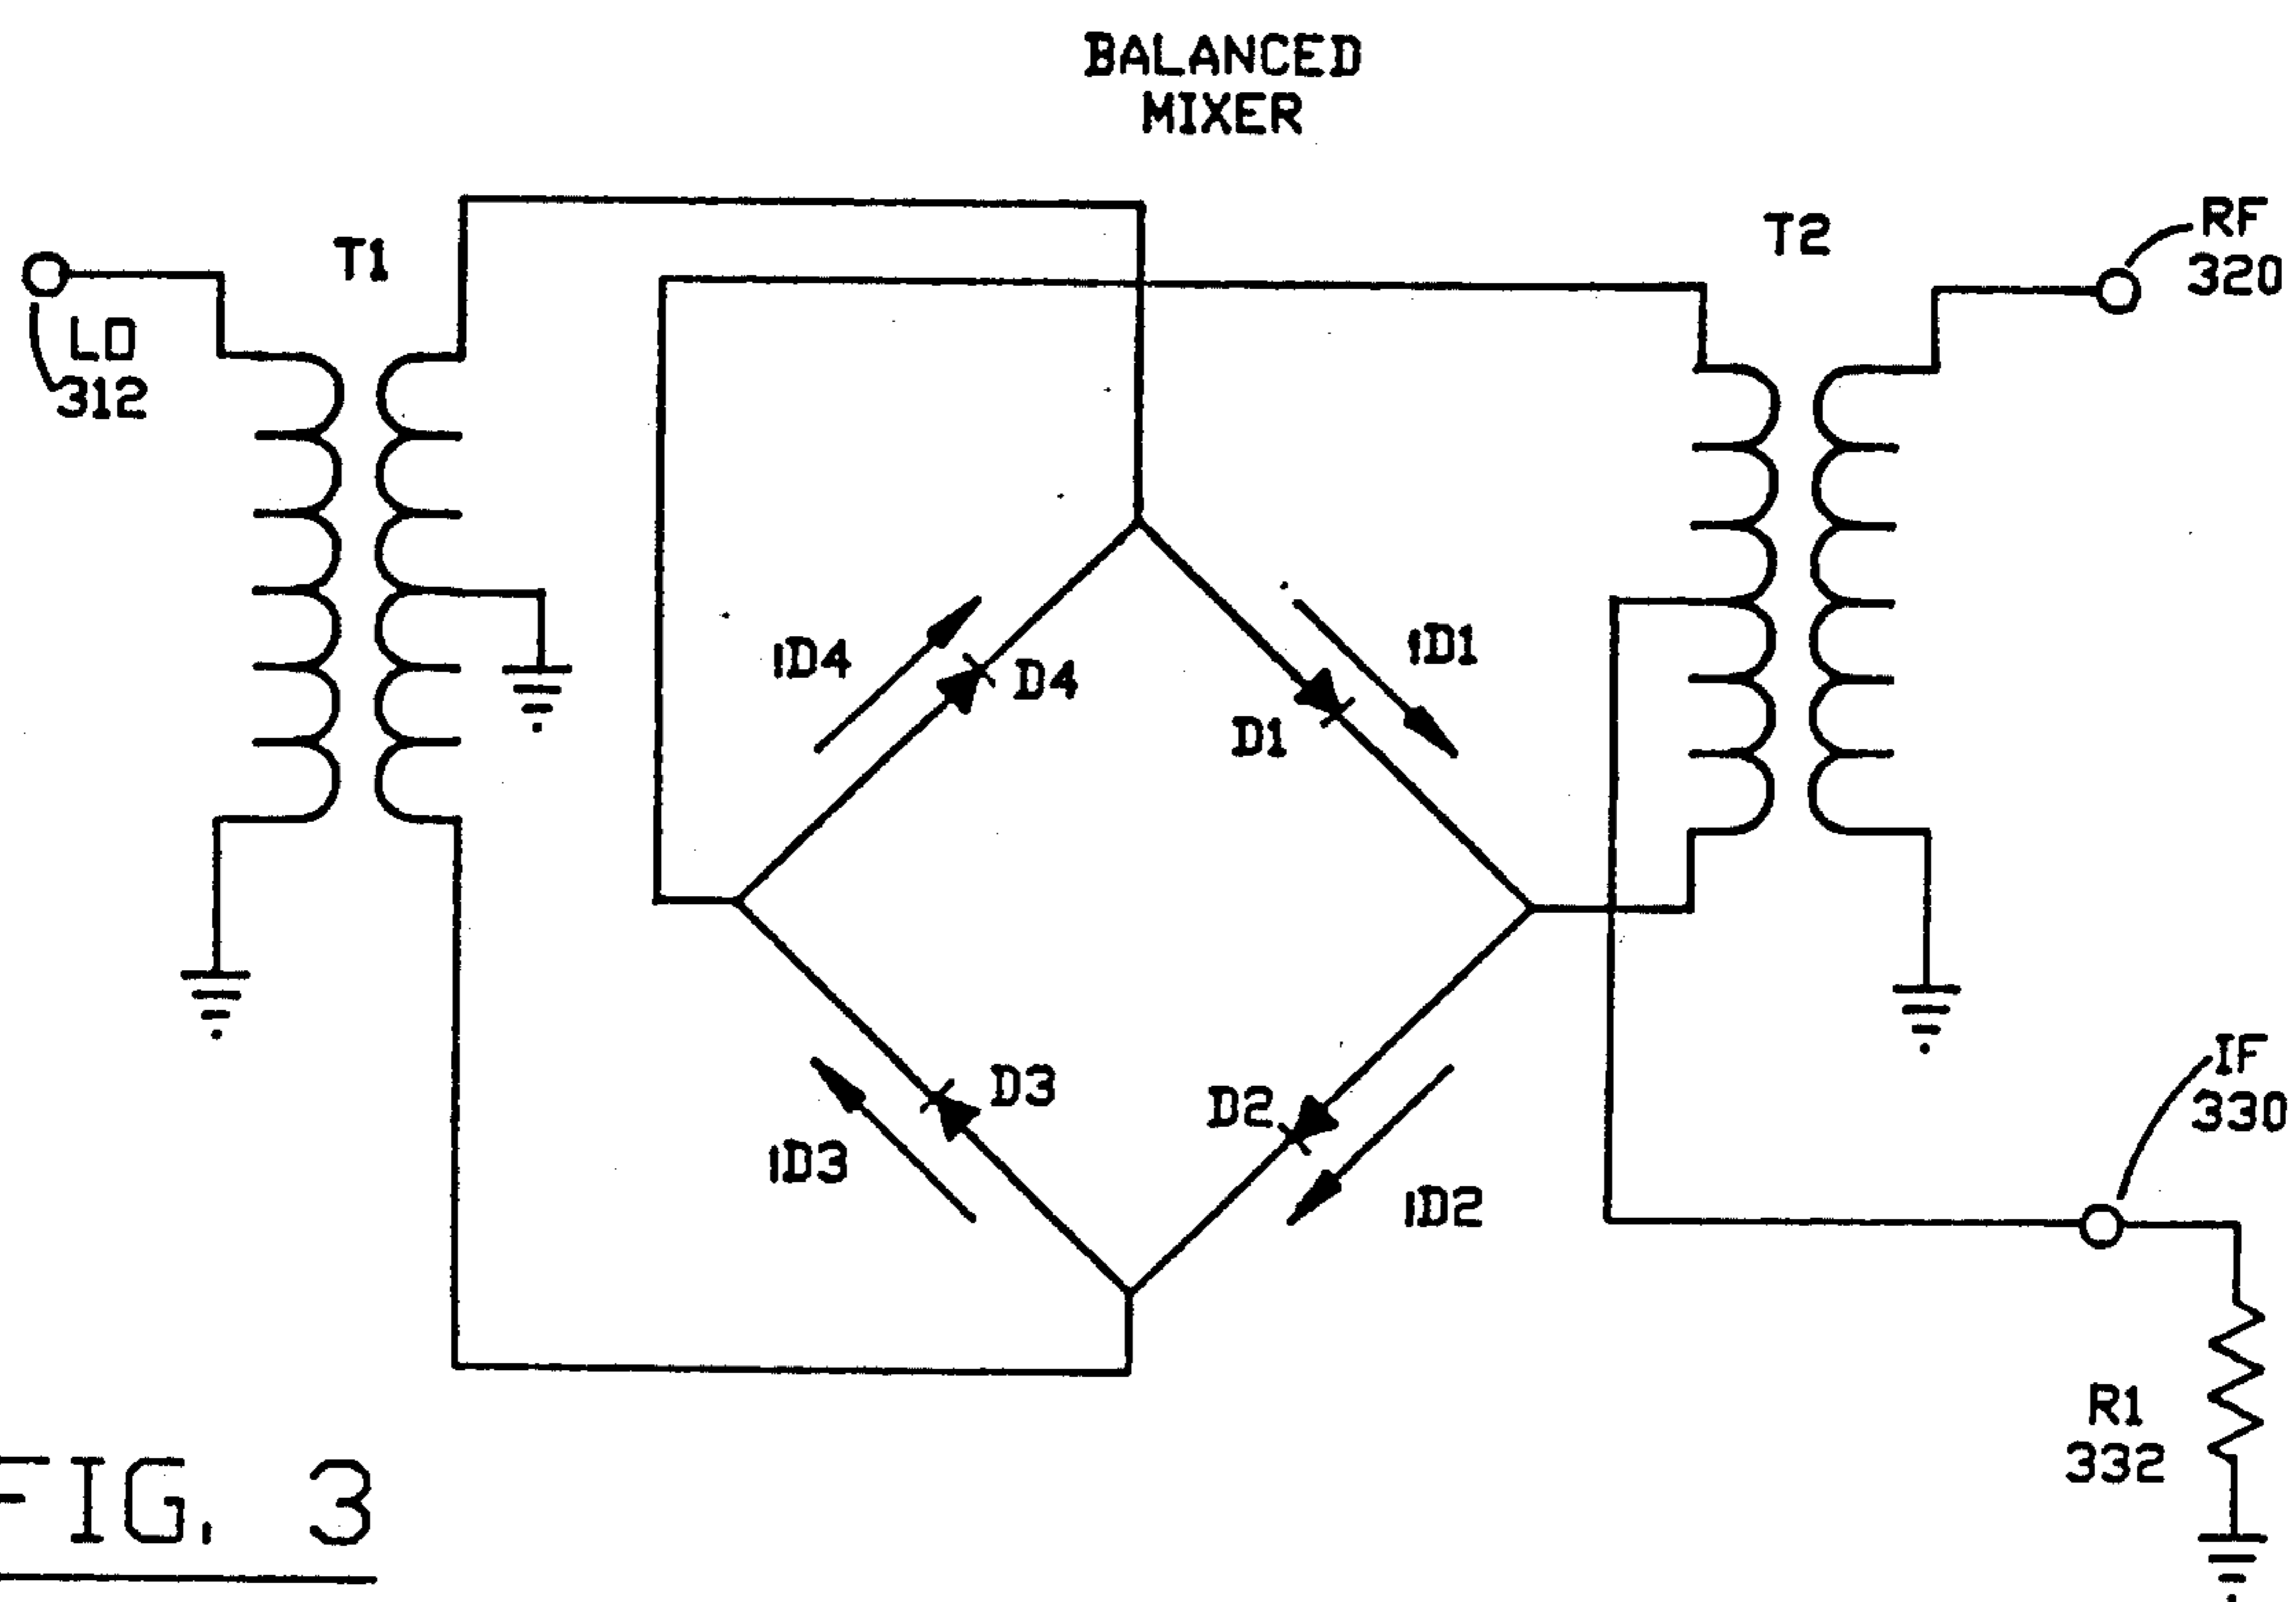 BALANCED
MIXER
T1
T2
RF
320
LO
312
iD4
D4
iD1
D1
D3
iD3
D2
iD2
IF
330
R1
332
FIG. 3